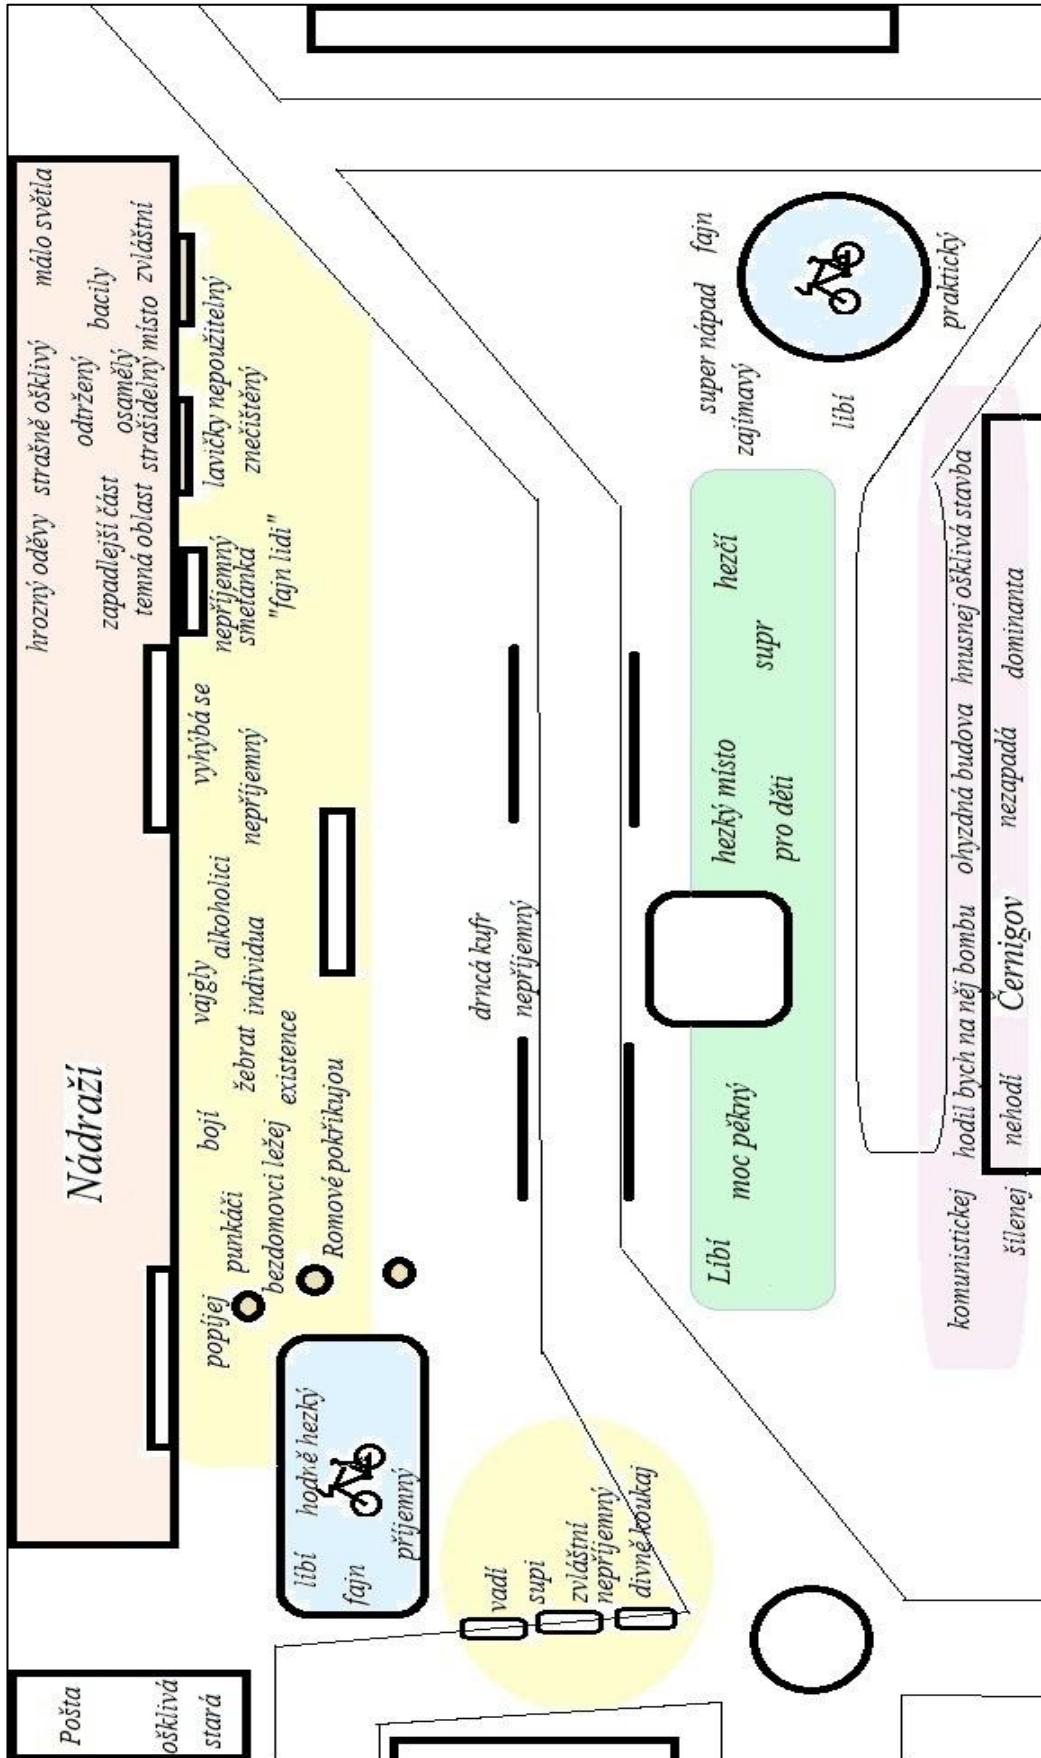 Pošta
ošklivá
stará
Nádraží
hrozný oděvy strašně ošklivý málo světla
odtržený bacily
zapadlejší část osamělý
temná oblast strašidelný místo zvláštní
popíjej bojí vajgly vyhýbá se nepříjemný lavičky nepoužitelný
punkáči žebrat alkoholici smetánka znečištěný
bezdomovci ležej individua nepříjemný "fajn lidi"
existence
Romové pokřikujou
líbí hodně hezký
fajn
příjemný
drncá kufr
nepříjemný
vadí
supi
zvláštní
nepříjemný
divně koukaj
super nápad fajn
zajímavý
líbí
praktický
Líbí moc pěkný hezký místo hezčí
pro děti supr
komunistickej hodil bych na něj bombu ohyzdná budova hnusnej ošklivá stavba
šílenej nehodí Černigov nezapadá dominanta